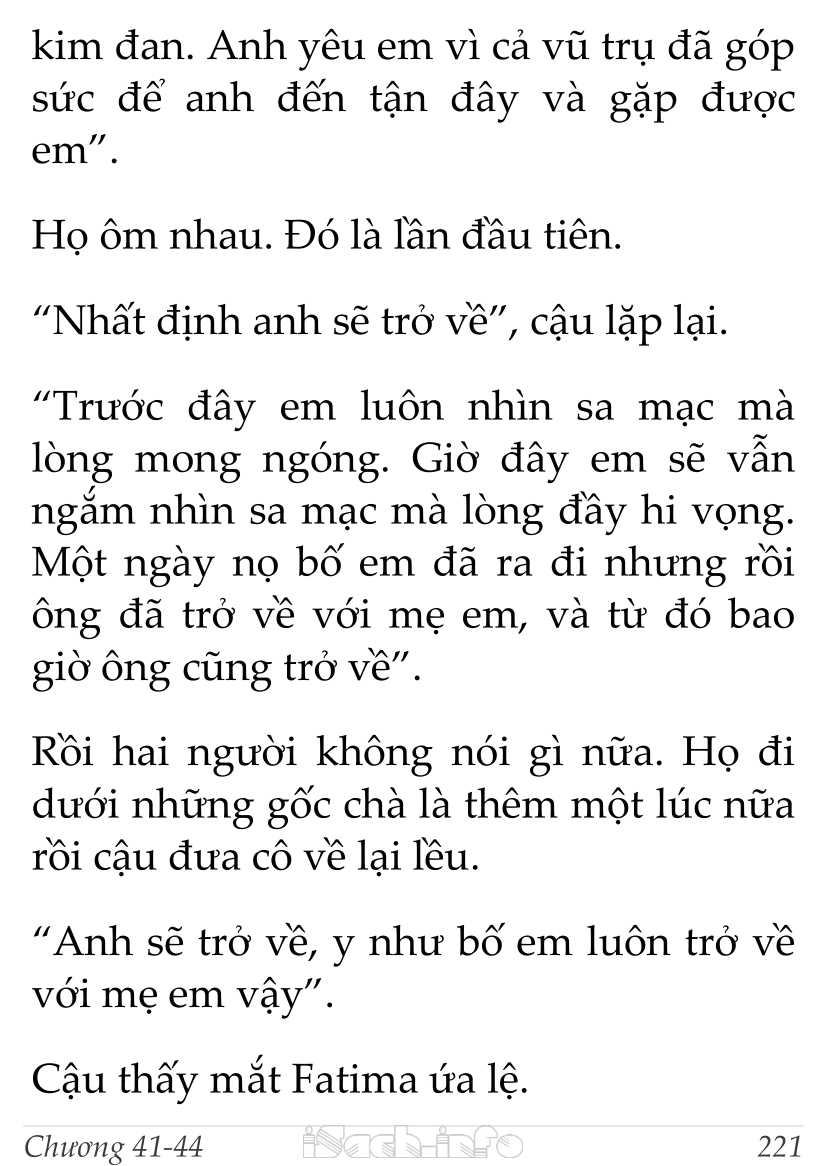 kim đan. Anh yêu em vì cả vũ trụ đã góp
sức để anh đến tận đây và gặp được
em”.
Họ ôm nhau. Đó là lần đầu tiên.
“Nhất định anh sẽ trở về”, cậu lặp lại.
“Trước đây em luôn nhìn sa mạc mà
lòng mong ngóng. Giờ đây em sẽ vẫn
ngắm nhìn sa mạc mà lòng đầy hi vọng.
Một ngày nọ bố em đã ra đi nhưng rồi
ông đã trở về với mẹ em, và từ đó bao
giờ ông cũng trở về”.
Rồi hai người không nói gì nữa. Họ đi
dưới những gốc chà là thêm một lúc nữa
rồi cậu đưa cô về lại lều.
“Anh sẽ trở về, y như bố em luôn trở về
với mẹ em vậy”.
Cậu thấy mắt Fatima ứa lệ.
Chương 41-44 iSach.info 221